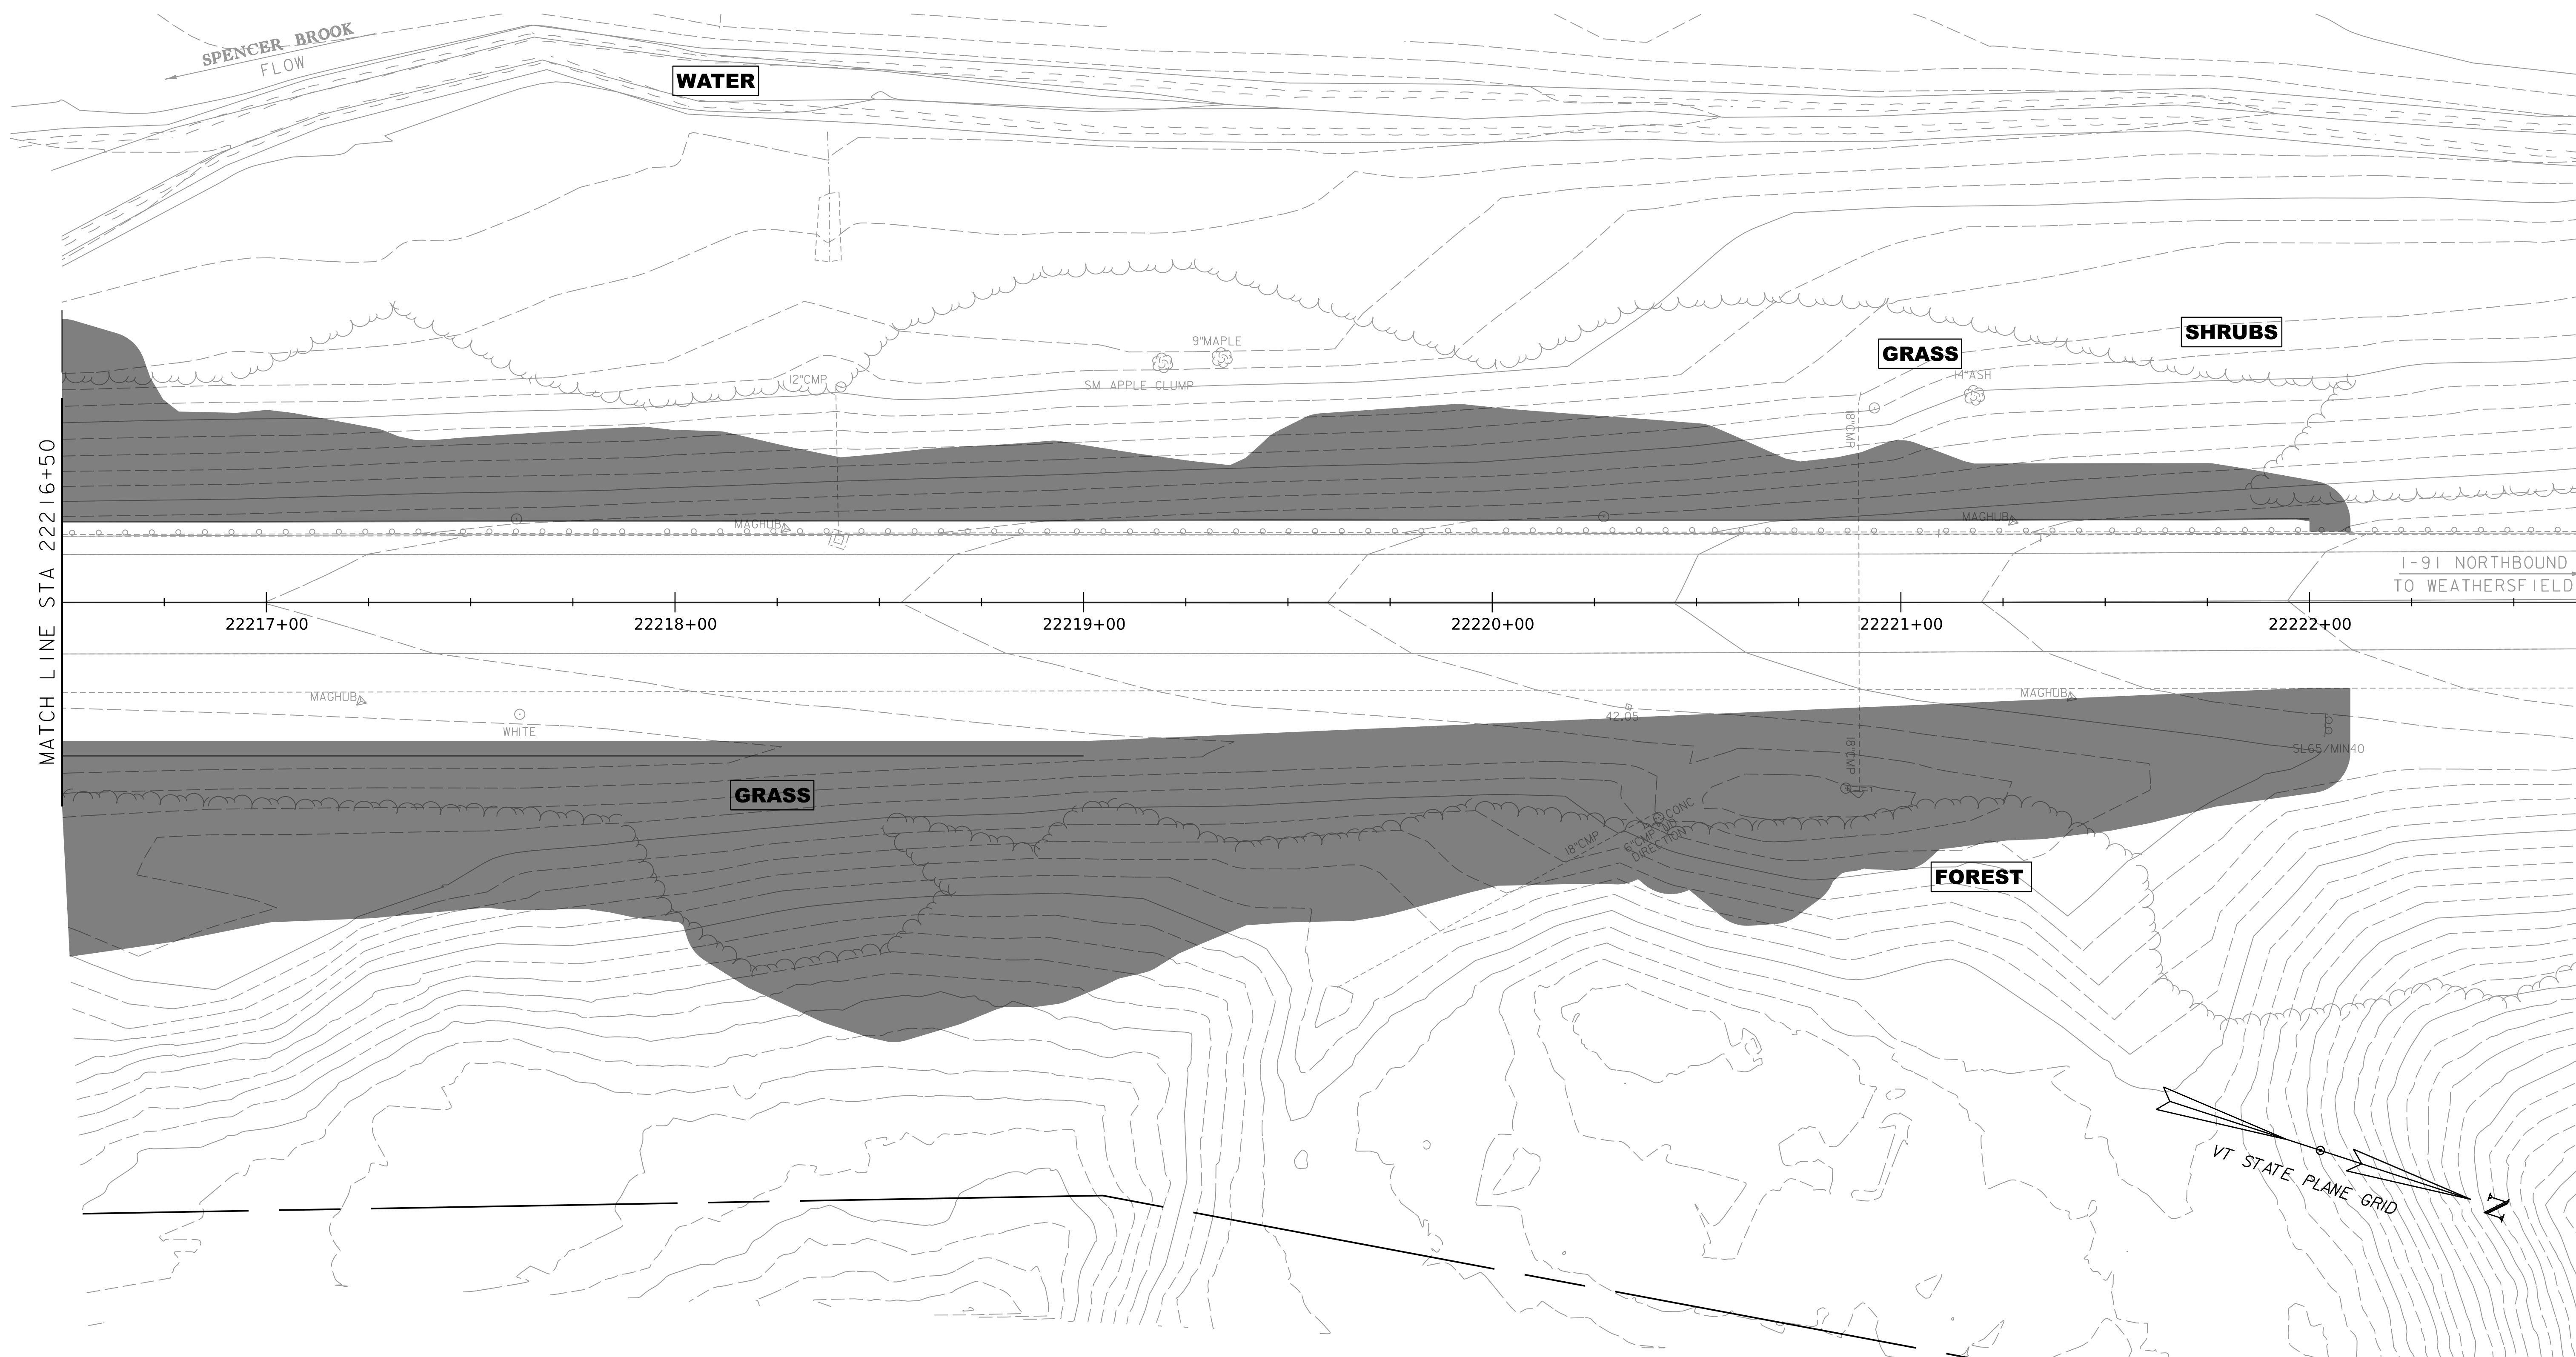 SPENCER BROOK
FLOW
WATER
9"MAPLE
SHRUBS
GRASS
12"CMP
SM APPLE CLUMP
14"ASH
18"CMP
MATCH LINE STA 22216+50
MAGHUB
MAGHUB
I-91 NORTHBOUND
TO WEATHERSFIELD
22217+00
22218+00
22219+00
22220+00
22221+00
22222+00
MAGHUB
MAGHUB
WHITE
42.05
18"CMP
SL65/MIN40
GRASS
18"CMP
DIRECTION
FOREST
VT STATE PLANE GRID
N